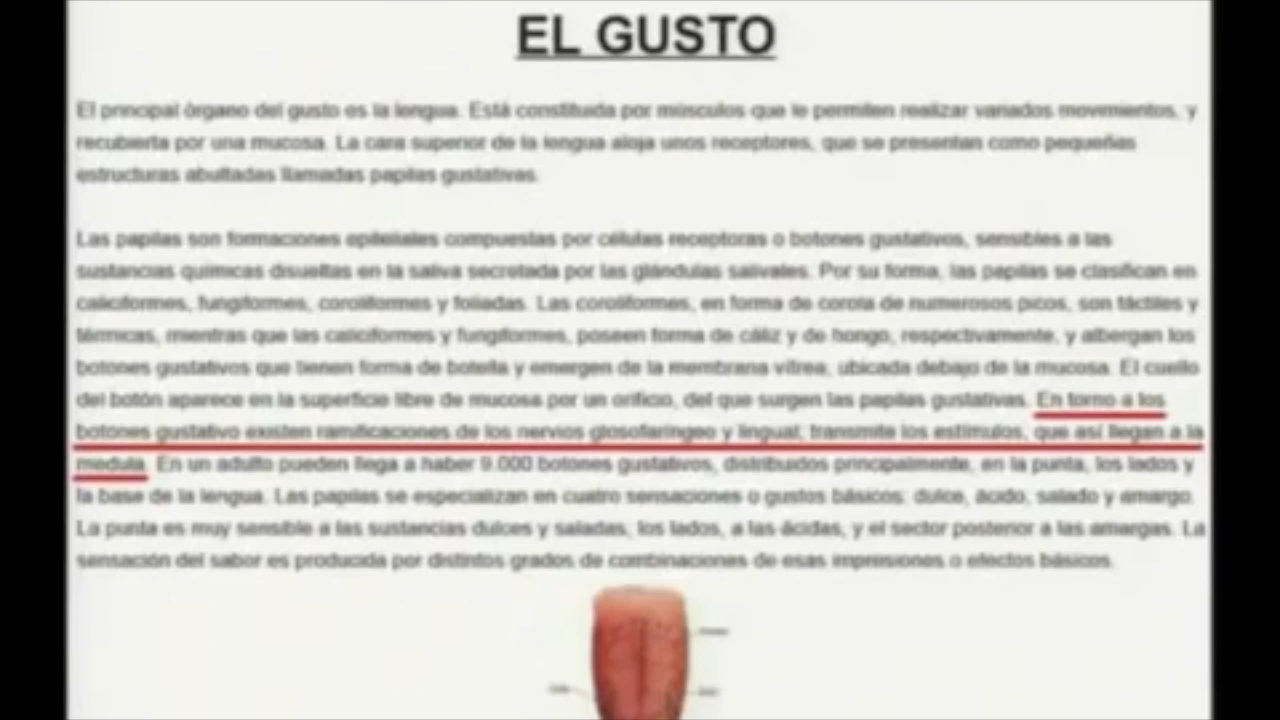 EL GUSTO
El principal órgano del gusto es la lengua. Está constituida por músculos que le permiten realizar variados movimientos, y
recubierta por una mucosa. La cara superior de la lengua aloja unos receptores, que se presentan como pequeñas
estructuras abultadas llamadas papilas gustativas.
Las papilas son formaciones epiteliales compuestas por células receptoras o botones gustativos, sensibles a las
sustancias químicas disueltas en la saliva secretada por las glándulas salivales. Por su forma, las papilas se clasifican en
caliciformes, fungiformes, coroliformes y foliadas. Las coroliformes, en forma de corola de numerosos picos, son táctiles y
térmicas, mientras que las caliciformes y fungiformes, poseen forma de cáliz y de hongo, respectivamente, y albergan los
botones gustativos que tienen forma de botella y emergen de la membrana vítrea, ubicada debajo de la mucosa. El cuello
del botón aparece en la superficie libre de mucosa por un orificio, del que surgen las papilas gustativas. En torno a los
botones gustativo existen ramificaciones de los nervios glosofaríngeo y lingual; transmite los estímulos, que así llegan a la
medula. En un adulto pueden llega a haber 9.000 botones gustativos, distribuidos principalmente, en la punta, los lados y
la base de la lengua. Las papilas se especializan en cuatro sensaciones o gustos básicos: dulce, ácido, salado y amargo.
La punta es muy sensible a las sustancias dulces y saladas; los lados, a las ácidas, y el sector posterior a las amargas. La
sensación del sabor es producida por distintos grados de combinaciones de esas impresiones o efectos básicos.